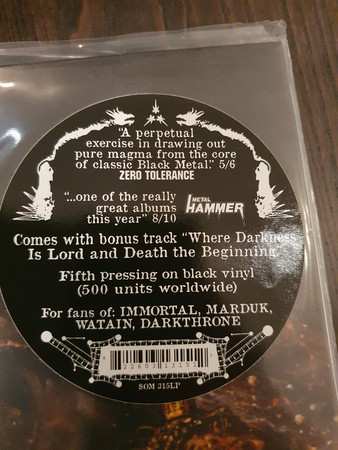 "A perpetual
exercise in drawing out
pure magma from the core
of classic Black Metal." 5/6
ZERO TOLERANCE
"...one of the really
great albums
this year" 8/10
METAL
HAMMER
Comes with bonus track "Where Darkness
Is Lord and Death the Beginning
Fifth pressing on black vinyl
(500 units worldwide)
For fans of: IMMORTAL, MARDUK,
WATAIN, DARKTHRONE
SOM 315LP